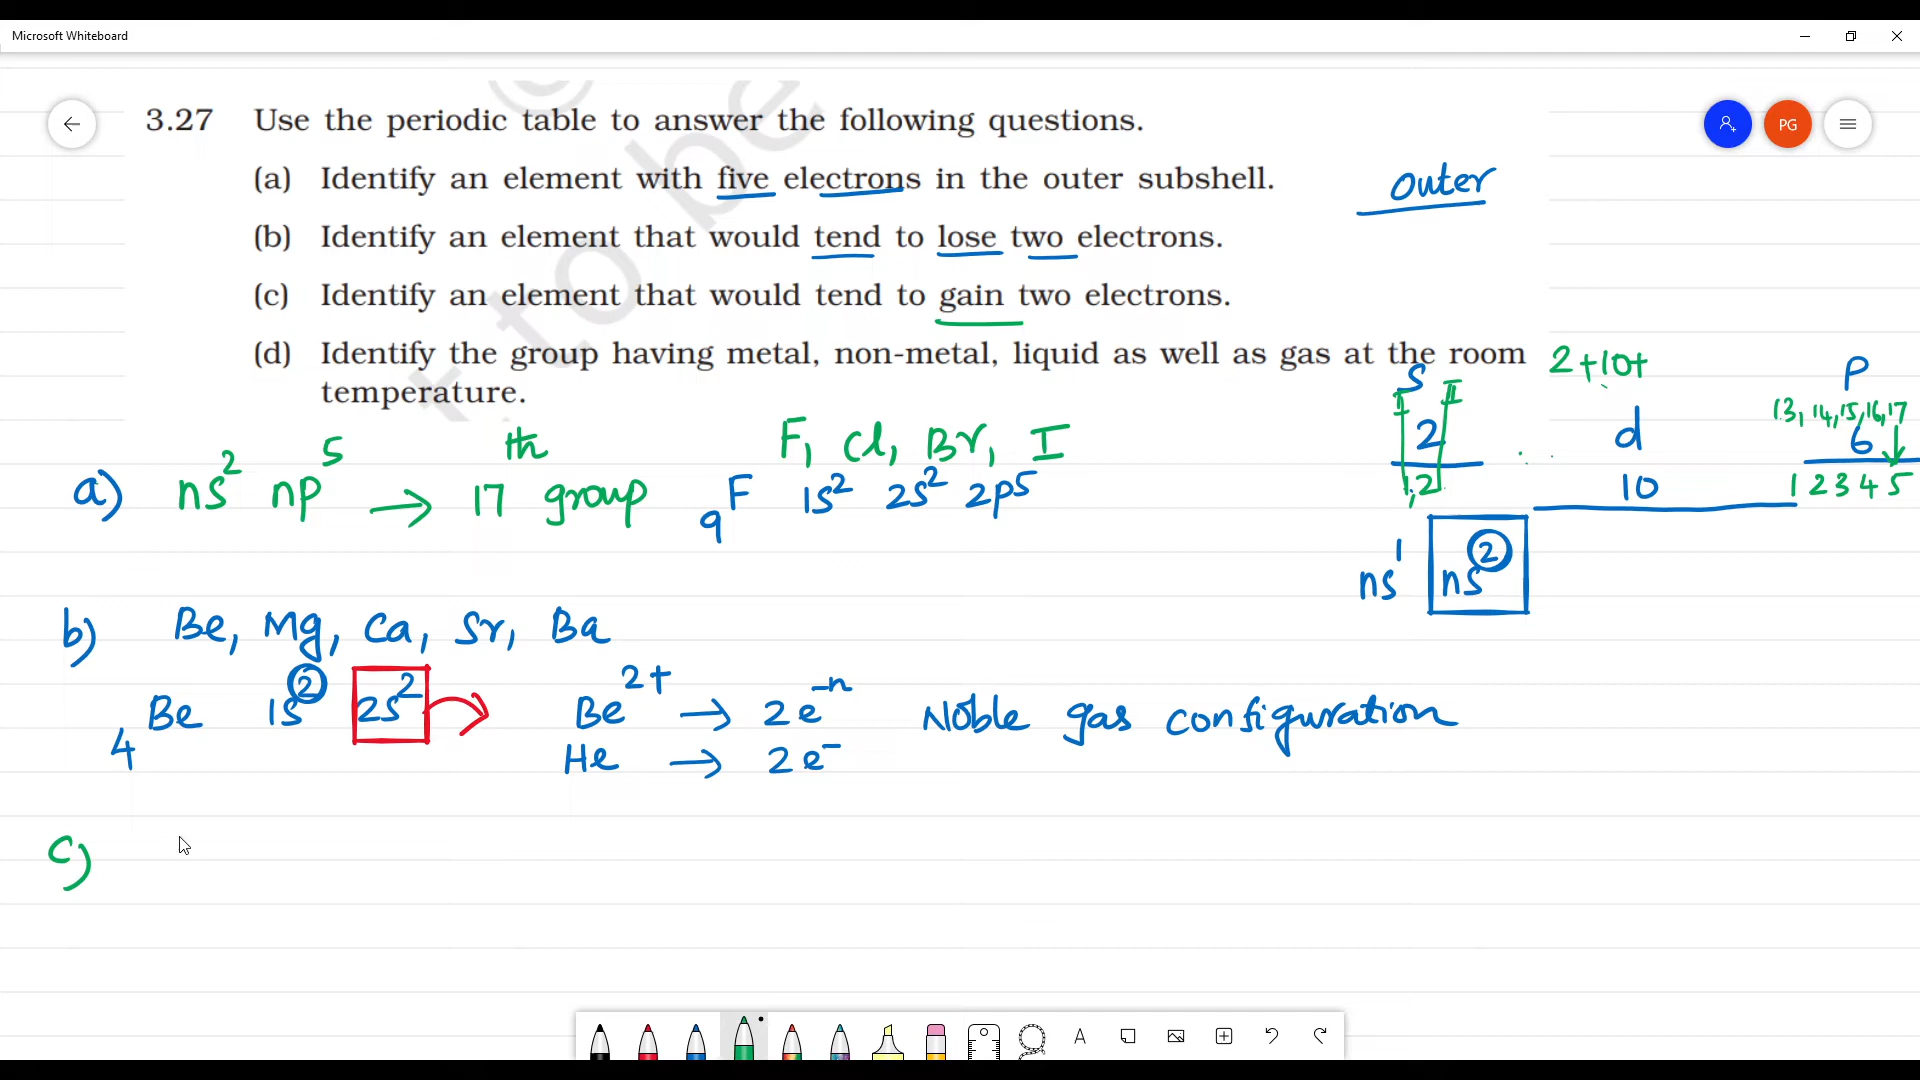 Microsoft Whiteboard
3.27 Use the periodic table to answer the following questions.
(a) Identify an element with five electrons in the outer subshell.
outer
(b) Identify an element that would tend to lose two electrons.
(c) Identify an element that would tend to gain two electrons.
(d) Identify the group having metal, non-metal, liquid as well as gas at the room
temperature.
PG
t to be
©
S 2+10+ P
I II
13, 14, 15, 16, 17
2 d 6
1,2 10 1 2 3 4 5
ns¹ ns²
F, Cl, Br, I
a) ns² np⁵ → 17th group ₉F 1s² 2s² 2p⁵
b) Be, Mg, Ca, Sr, Ba
₄Be 1s² 2s² Be²⁺ → 2e⁻ⁿ Noble gas configuration
He → 2e⁻
c)
A